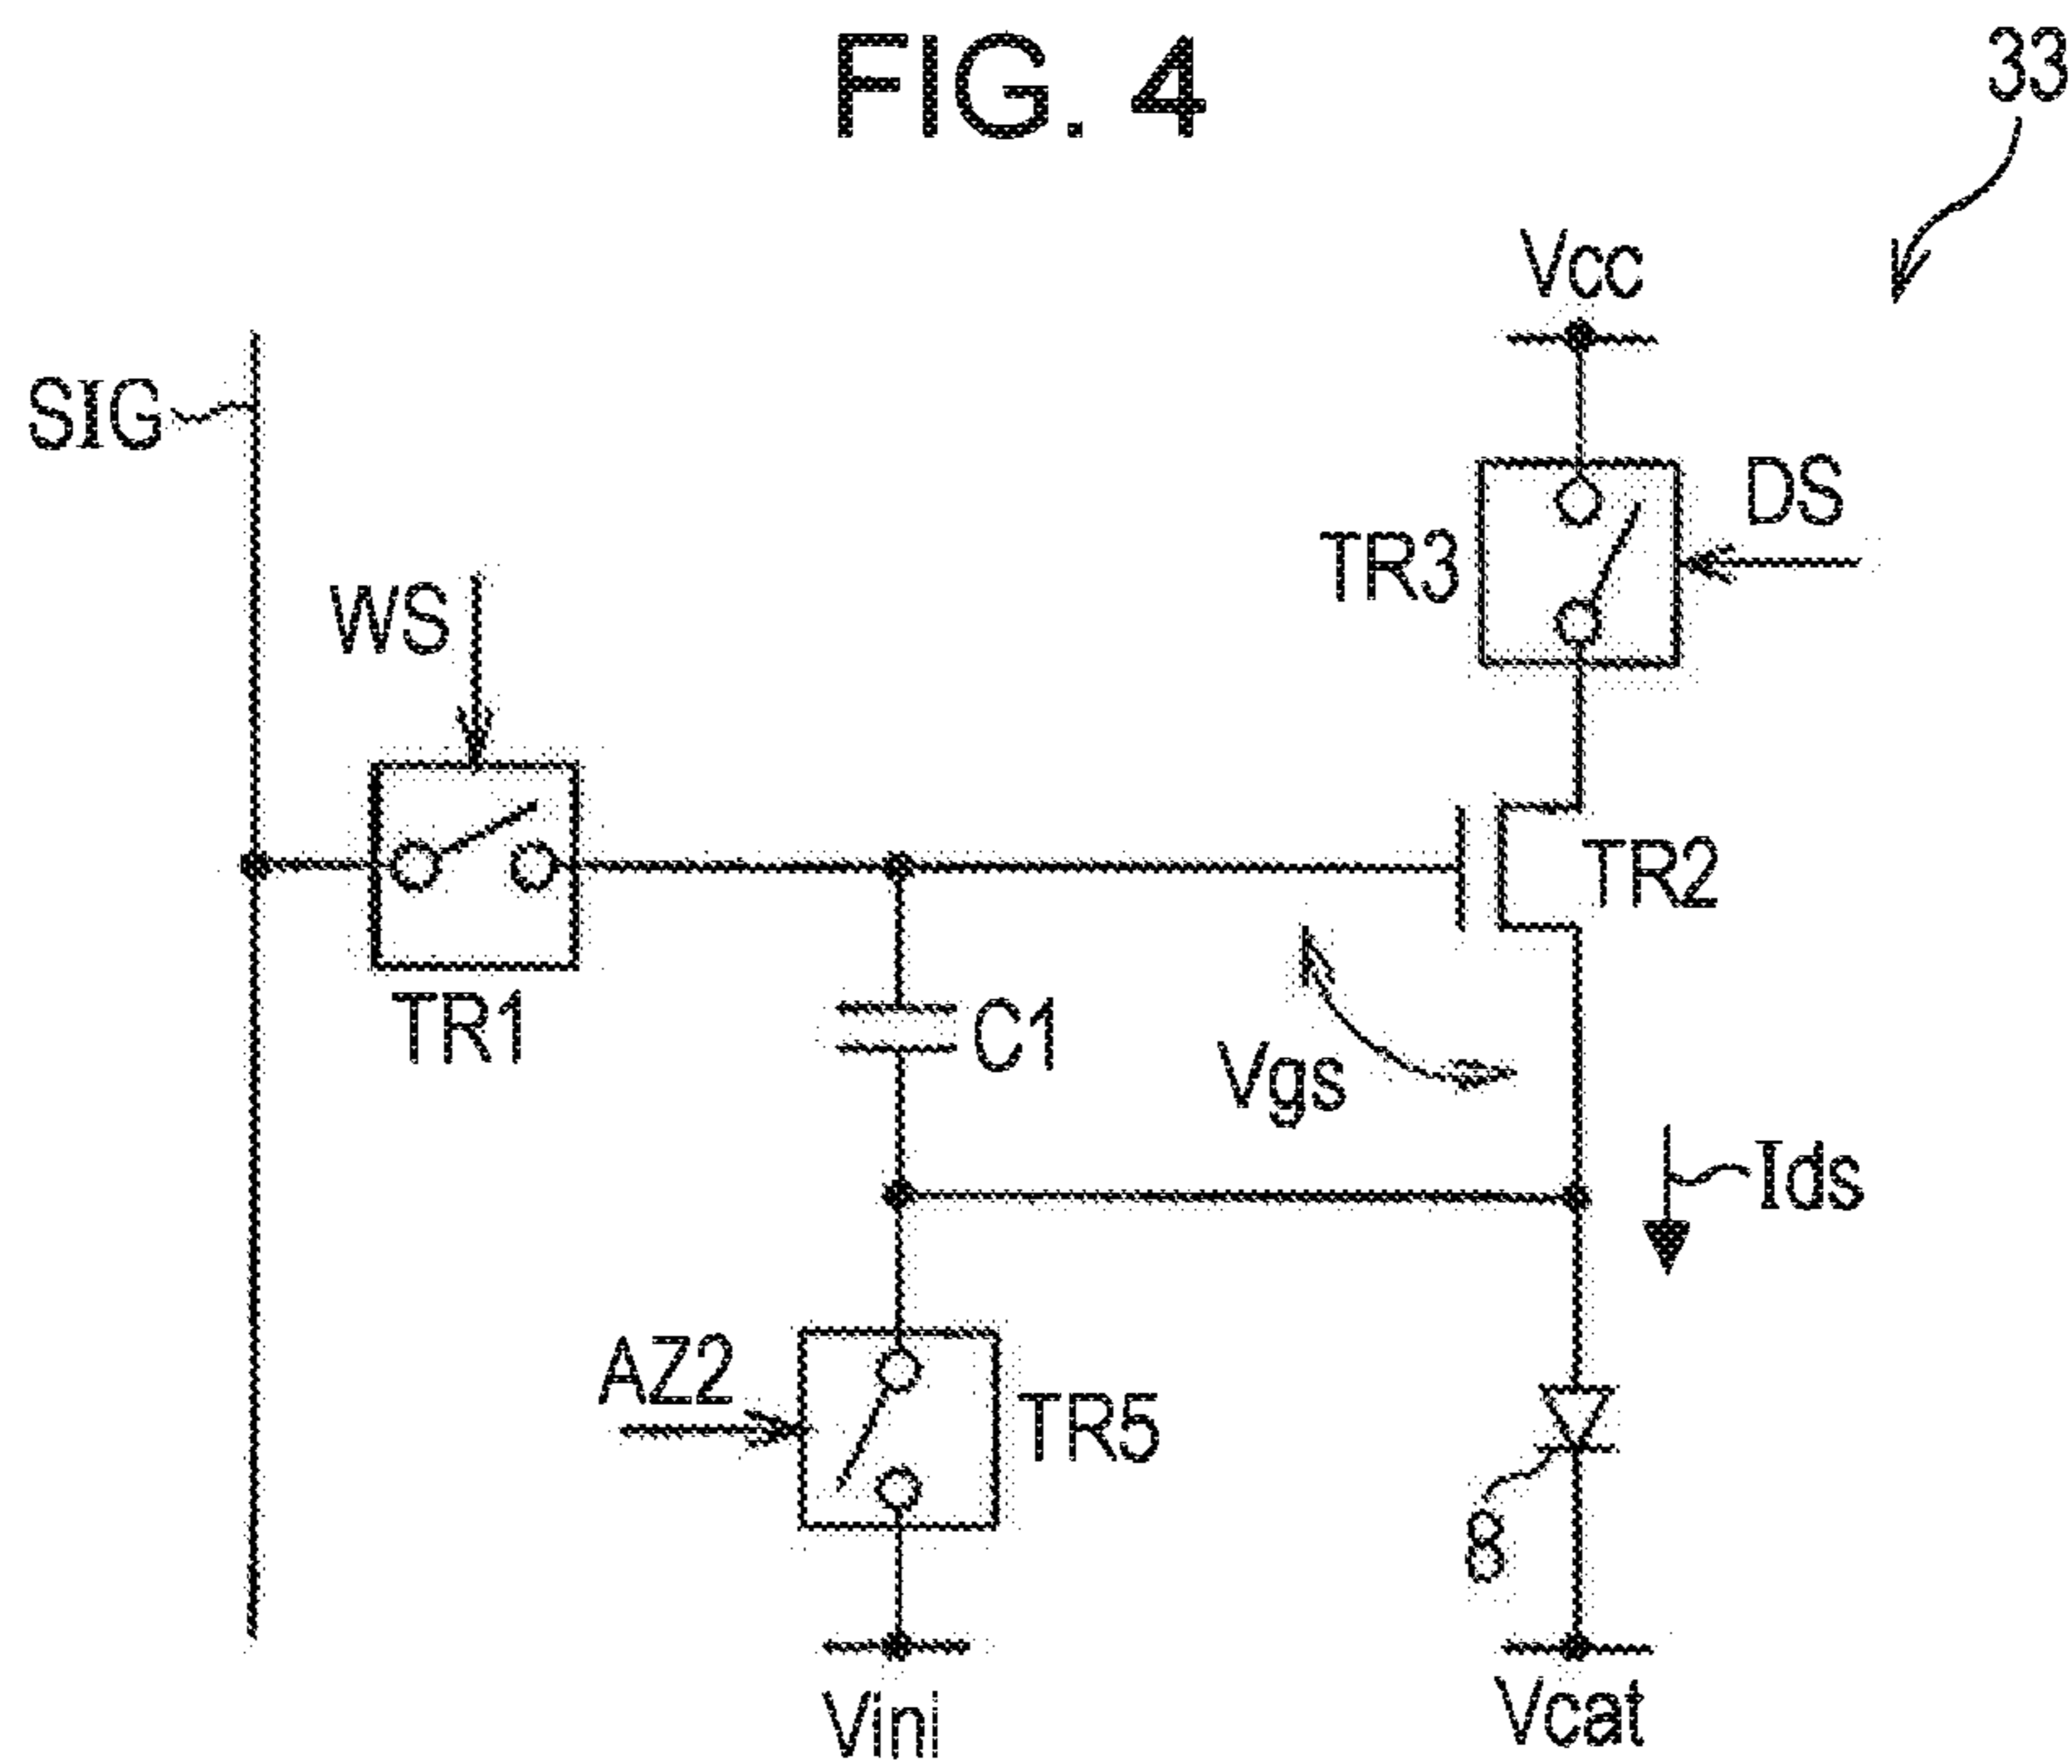 FIG. 4
33
Vcc
SIG
DS
TR3
WS
TR2
TR1
C1
Vgs
Ids
AZ2
TR5
8
Vini
Vcat